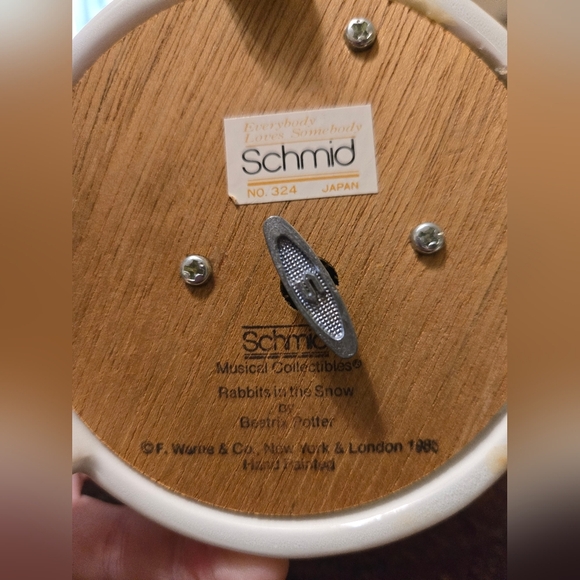 Everybody
Loves Somebody
Schmid
NO. 324 JAPAN
Schmid
Musical Collectibles®
Rabbits in the Snow
by
Beatrix Potter
© F. Warne & Co., New York & London
Hand Painted